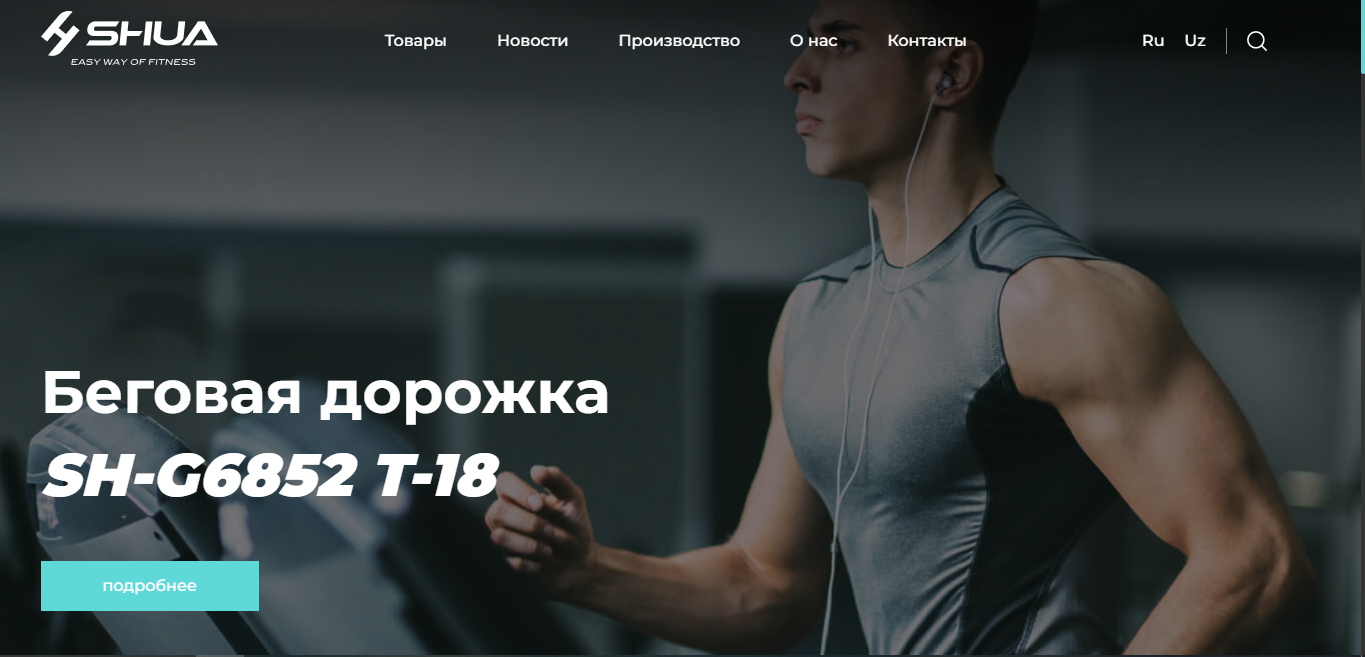 SHUA
EASY WAY OF FITNESS
Товары
Новости
Производство
О нас
Контакты
Ru
Uz
Беговая дорожка
SH-G6852 T-18
подробнее